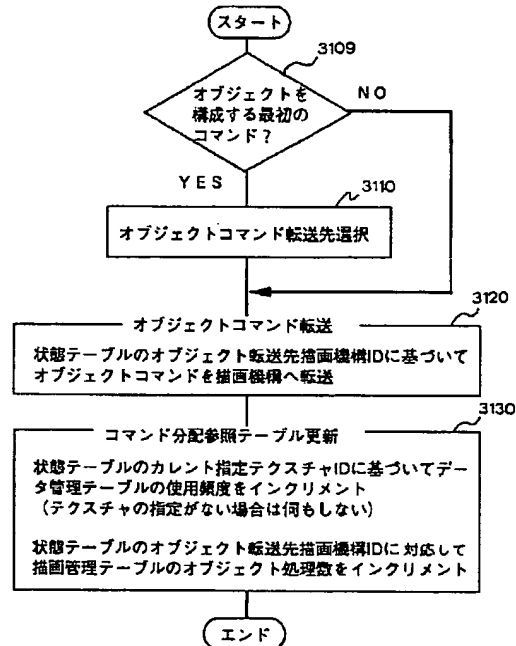 スタート
3109
オブジェクトを
構成する最初の
コマンド？
NO
YES
3110
オブジェクトコマンド転送先選択
3120
オブジェクトコマンド転送
状態テーブルのオブジェクト転送先描画機構IDに基づいて
オブジェクトコマンドを描画機構へ転送
3130
コマンド分配参照テーブル更新
状態テーブルのカレント指定テクスチャIDに基づいてデー
タ管理テーブルの使用頻度をインクリメント
（テクスチャの指定がない場合は何もしない）
状態テーブルのオブジェクト転送先描画機構IDに対応して
描画管理テーブルのオブジェクト処理数をインクリメント
エンド